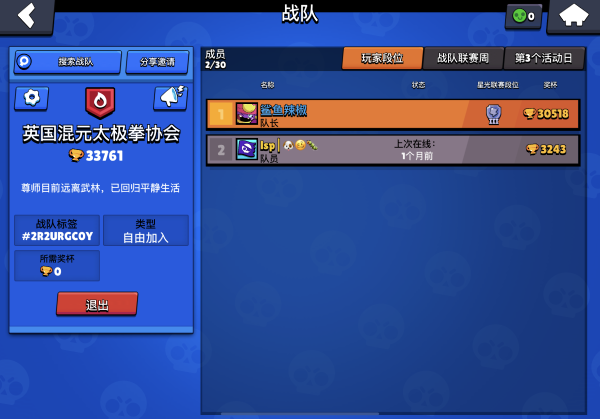 战队
0
搜索战队
分享邀请
英国混元太极拳协会
33761
尊师目前远离武林，已回归平静生活
战队标签
#2R2URGC0Y
类型
自由加入
所需奖杯
0
退出
成员
2/30
玩家段位
战队联赛周
第3个活动日
名称
状态
星光联赛段位
奖杯
1
鲨鱼辣椒
队长
30518
2
lsp
队员
上次在线：
1个月前
3243